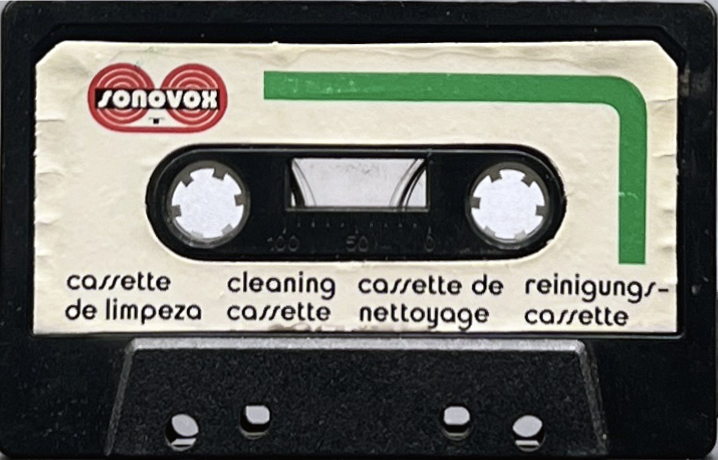 sonovox
100 50 0
cassette
de limpeza
cleaning
cassette
cassette de
nettoyage
reinigungs-
cassette